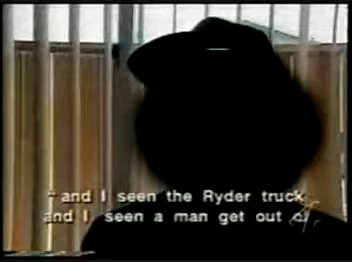 "and I seen the Ryder truck
and I seen a man get out